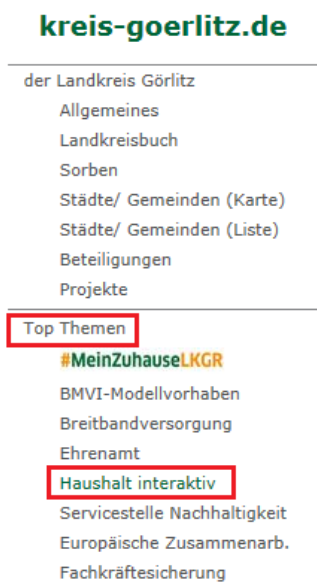 kreis-goerlitz.de
der Landkreis Görlitz
Allgemeines
Landkreisbuch
Sorben
Städte/ Gemeinden (Karte)
Städte/ Gemeinden (Liste)
Beteiligungen
Projekte
Top Themen
#MeinZuhauseLKGR
BMVI-Modellvorhaben
Breitbandversorgung
Ehrenamt
Haushalt interaktiv
Servicestelle Nachhaltigkeit
Europäische Zusammenarb.
Fachkräftesicherung